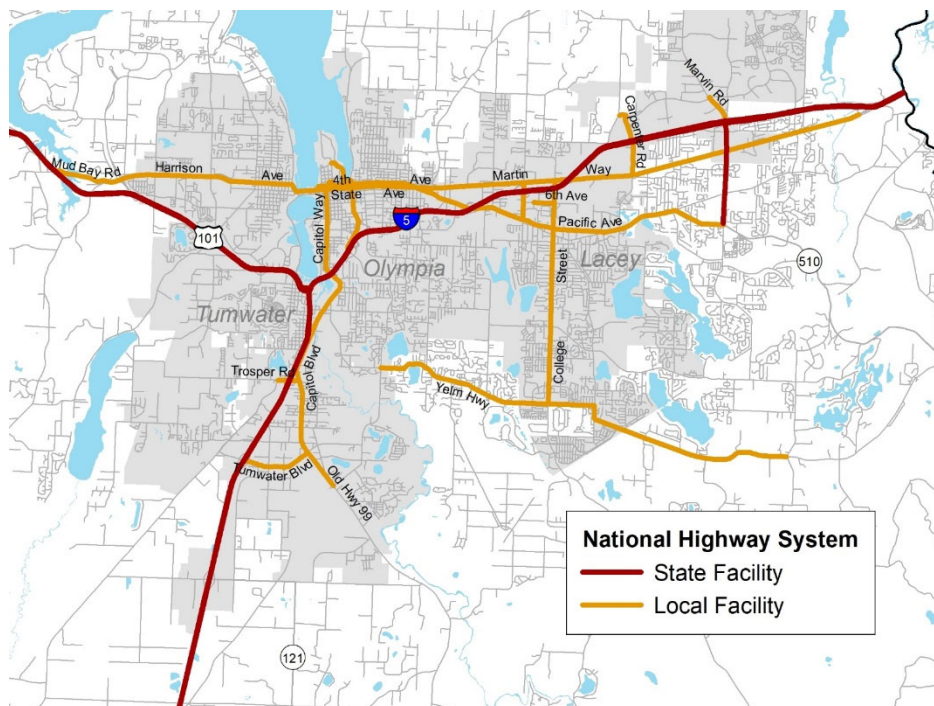 Marvin Rd
Carpenter Rd
Mud Bay Rd
Harrison
Ave
4th
Ave
Martin
Way
State
Ave
6th Ave
Capitol Way
5
Pacific Ave
101
Street
Olympia
Lacey
510
Tumwater
Trosper Rd
Capitol Blvd
College
Yelm Hwy
Tumwater Blvd
Old Hwy 99
121
National Highway System
State Facility
Local Facility